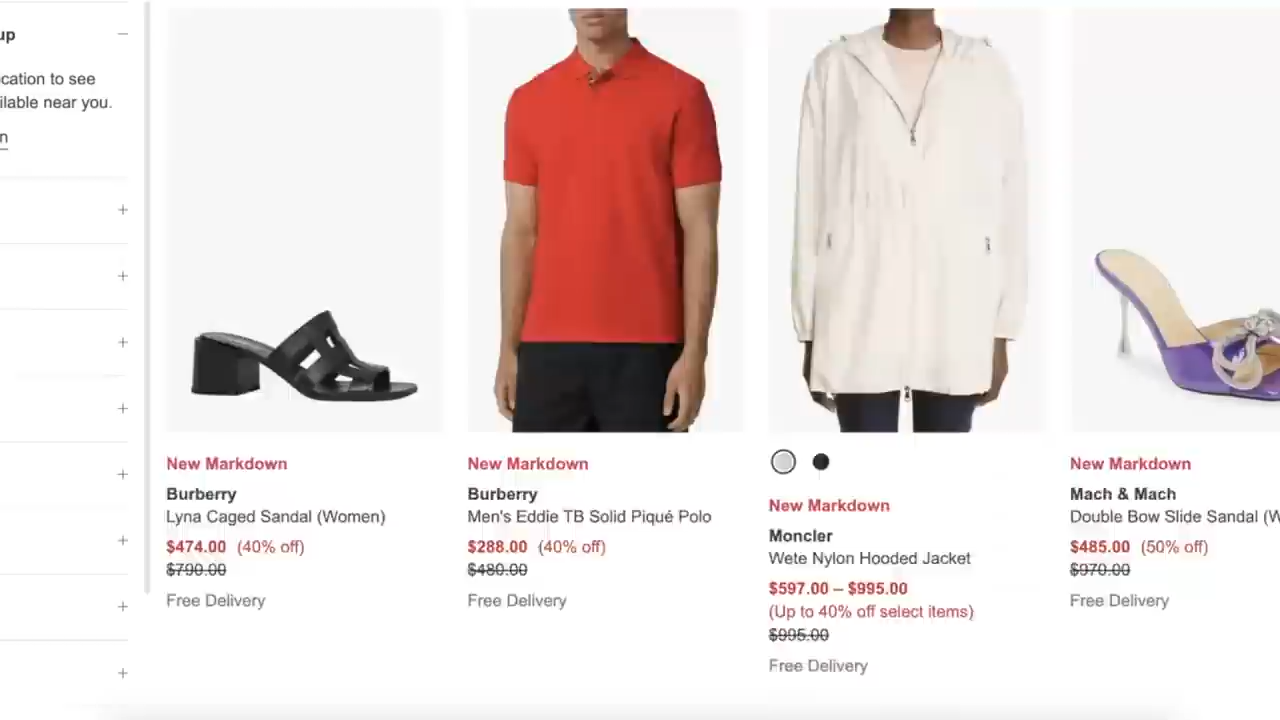 up
cation to see
ilable near you.
n
New Markdown
Burberry
Lyna Caged Sandal (Women)
$474.00 (40% off)
$790.00
Free Delivery
New Markdown
Burberry
Men's Eddie TB Solid Piqué Polo
$288.00 (40% off)
$480.00
Free Delivery
New Markdown
Moncler
Wete Nylon Hooded Jacket
$597.00 – $995.00
(Up to 40% off select items)
$995.00
Free Delivery
New Markdown
Mach & Mach
Double Bow Slide Sandal (W
$485.00 (50% off)
$970.00
Free Delivery